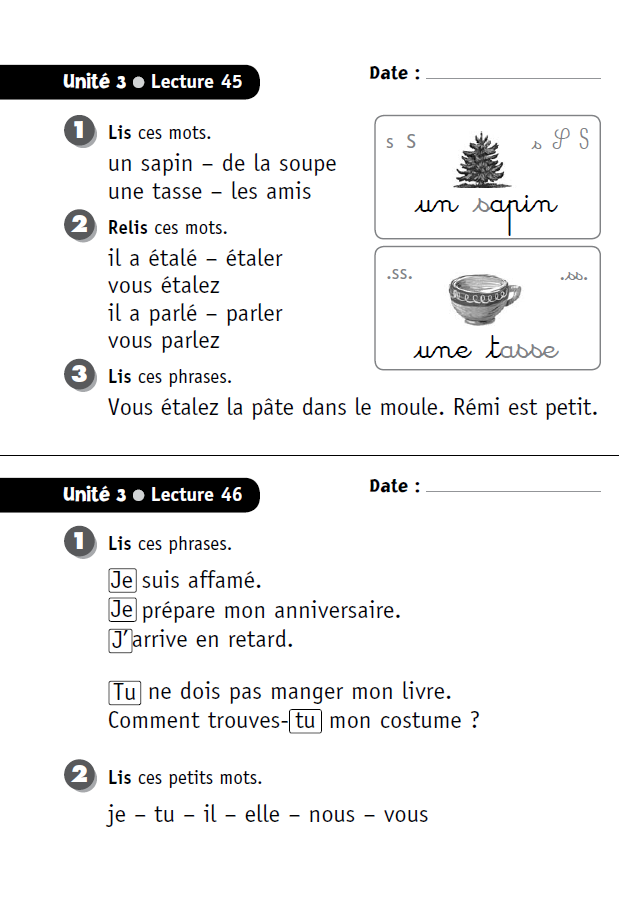 Unité 3 ● Lecture 45
Date :
1 Lis ces mots.
un sapin – de la soupe
une tasse – les amis
s S s S S
un sapin
2 Relis ces mots.
il a étalé – étaler
vous étalez
il a parlé – parler
vous parlez
.ss. .ss.
une tasse
3 Lis ces phrases.
Vous étalez la pâte dans le moule. Rémi est petit.
Unité 3 ● Lecture 46
Date :
1 Lis ces phrases.
Je suis affamé.
Je prépare mon anniversaire.
J’arrive en retard.
Tu ne dois pas manger mon livre.
Comment trouves-tu mon costume ?
2 Lis ces petits mots.
je – tu – il – elle – nous – vous